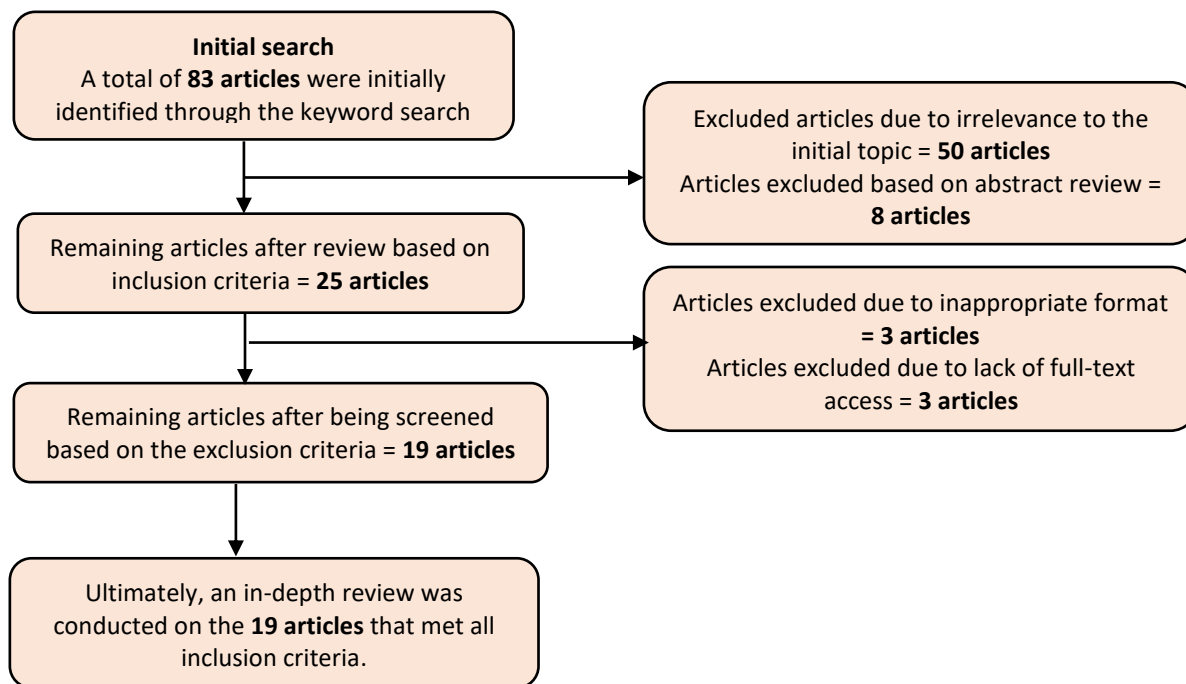 Initial search
A total of 83 articles were initially
identified through the keyword search
Excluded articles due to irrelevance to the
initial topic = 50 articles
Articles excluded based on abstract review =
8 articles
Remaining articles after review based on
inclusion criteria = 25 articles
Articles excluded due to inappropriate format
= 3 articles
Articles excluded due to lack of full-text
access = 3 articles
Remaining articles after being screened
based on the exclusion criteria = 19 articles
Ultimately, an in-depth review was
conducted on the 19 articles that met all
inclusion criteria.